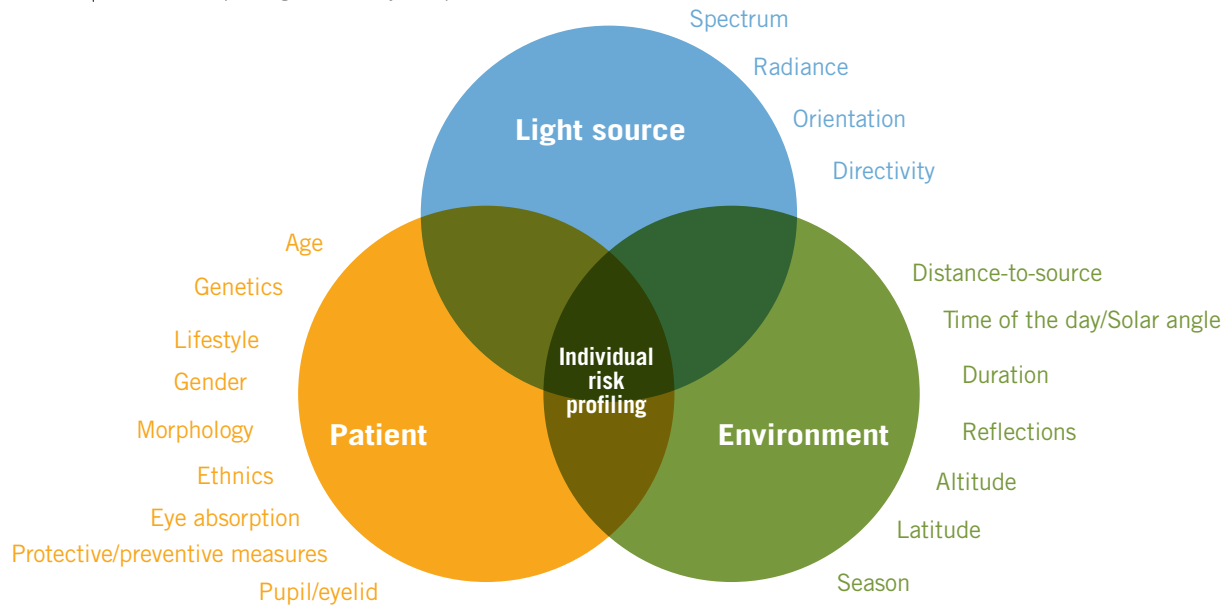 Spectrum
Radiance
Orientation
Directivity
Light source
Age
Genetics
Lifestyle
Gender
Morphology
Ethnics
Eye absorption
Protective/preventive measures
Pupil/eyelid
Patient
Individual
risk
profiling
Environment
Distance-to-source
Time of the day/Solar angle
Duration
Reflections
Altitude
Latitude
Season